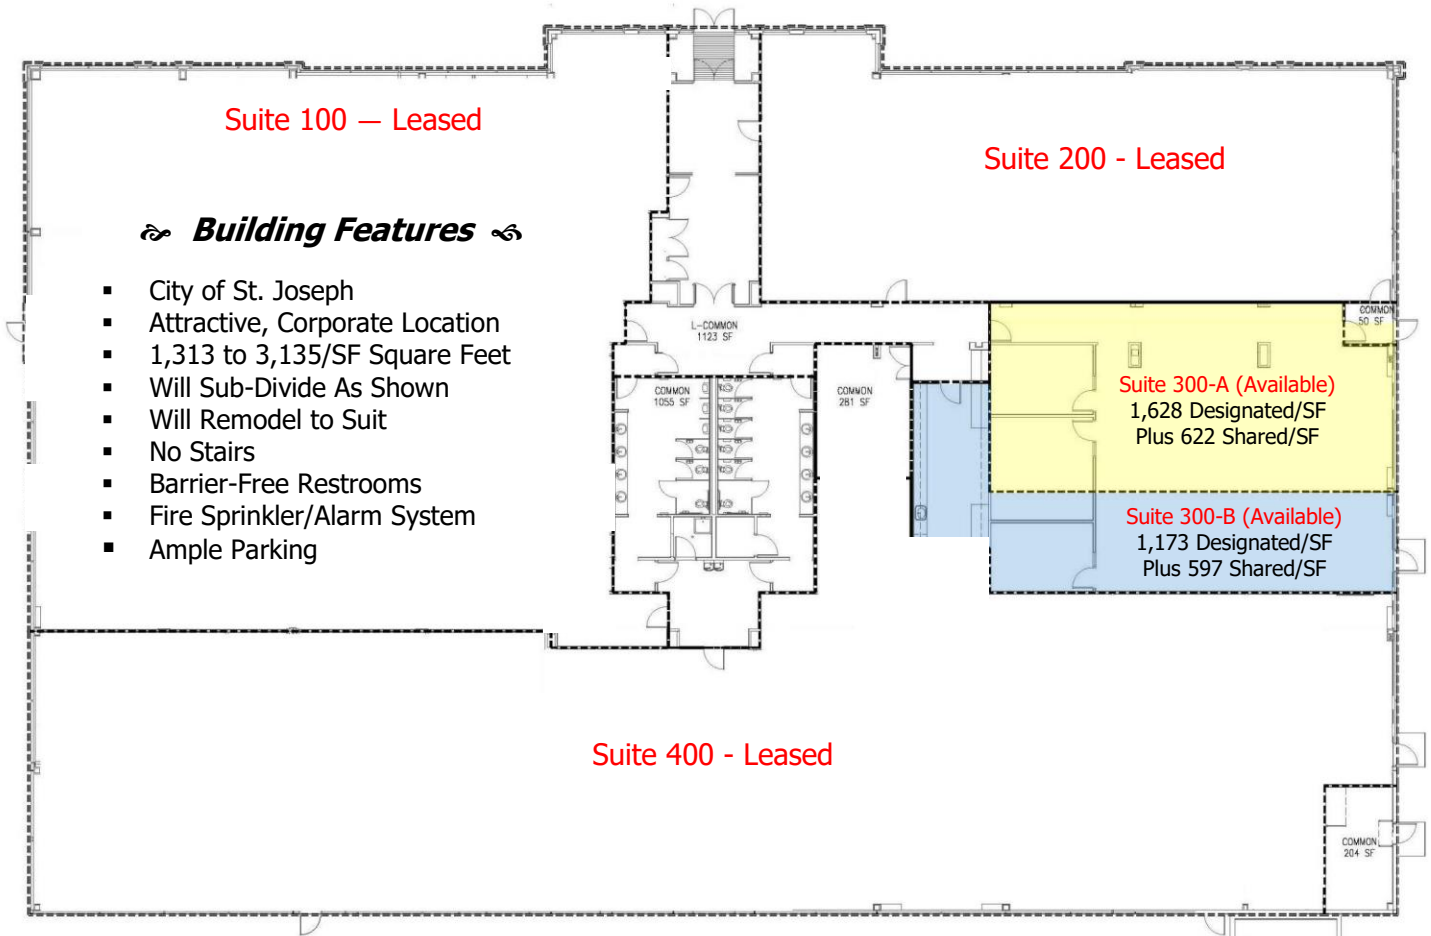 Suite 100 — Leased
Suite 200 - Leased
Building Features
▪ City of St. Joseph
▪ Attractive, Corporate Location
▪ 1,313 to 3,135/SF Square Feet
▪ Will Sub-Divide As Shown
▪ Will Remodel to Suit
▪ No Stairs
▪ Barrier-Free Restrooms
▪ Fire Sprinkler/Alarm System
▪ Ample Parking
L-COMMON
1123 SF
COMMON
50 SF
COMMON
1055 SF
COMMON
281 SF
Suite 300-A (Available)
1,628 Designated/SF
Plus 622 Shared/SF
Suite 300-B (Available)
1,173 Designated/SF
Plus 597 Shared/SF
Suite 400 - Leased
COMMON
204 SF